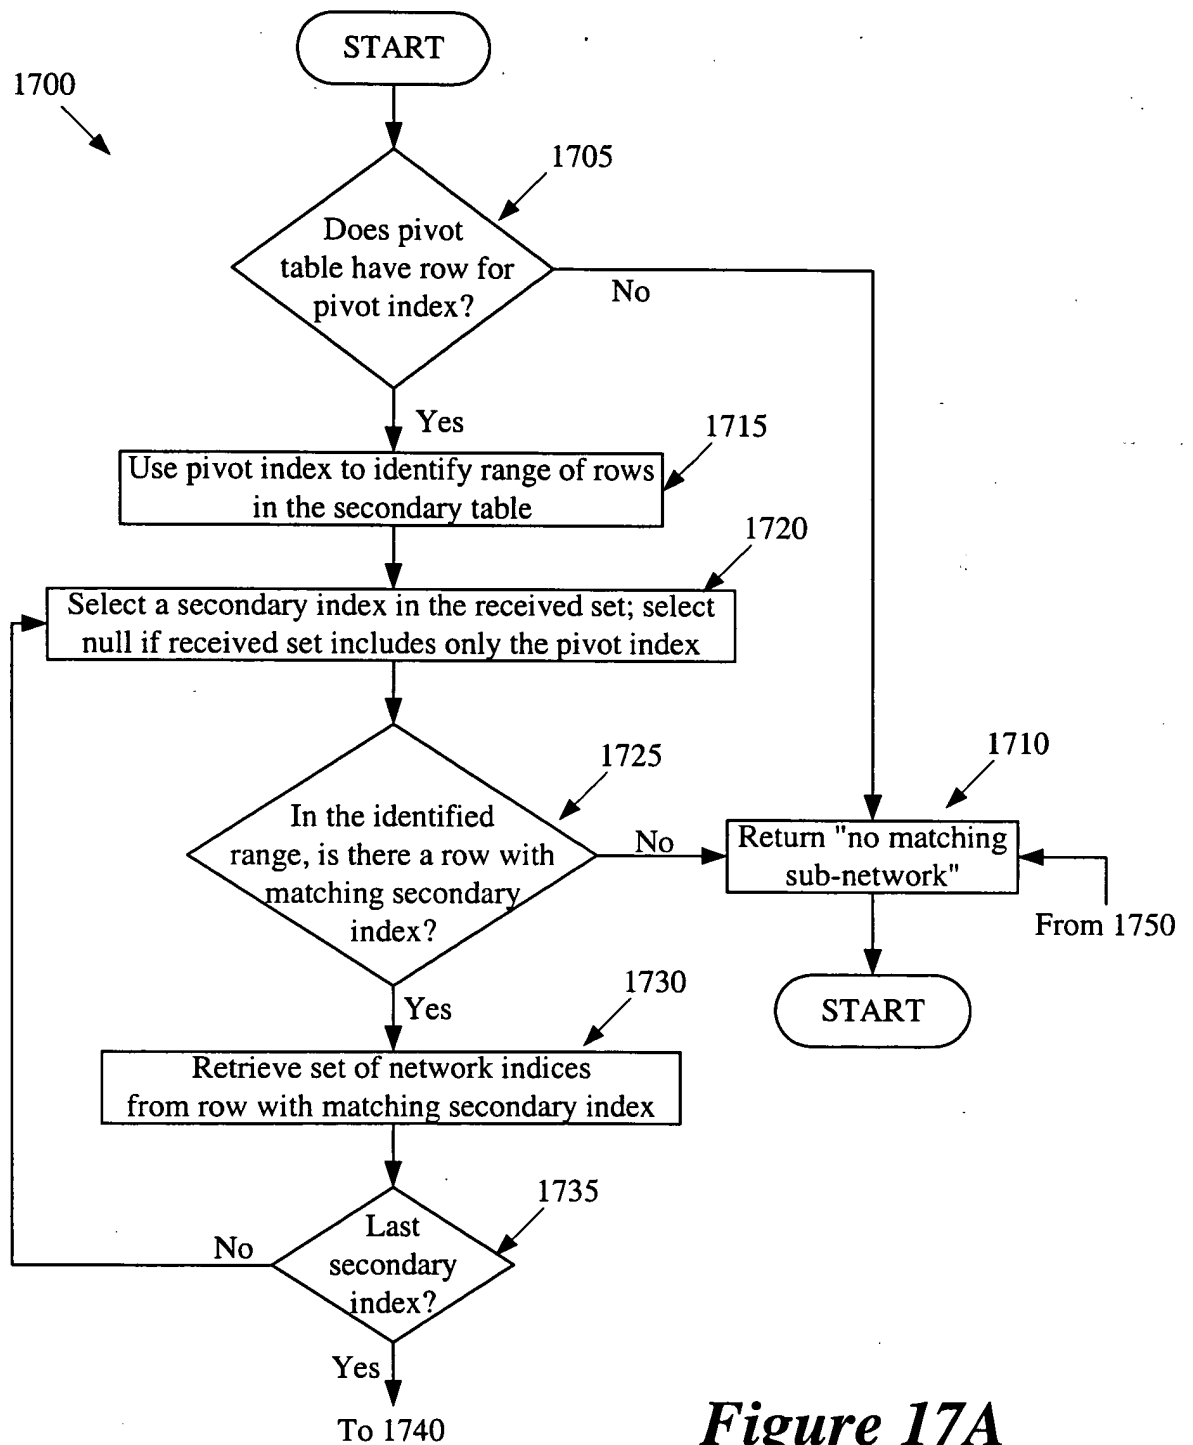 START
1700
1705
Does pivot
table have row for
pivot index?
No
Yes
1715
Use pivot index to identify range of rows
in the secondary table
1720
Select a secondary index in the received set; select
null if received set includes only the pivot index
1725
In the identified
range, is there a row with
matching secondary
index?
No
1710
Return "no matching
sub-network"
From 1750
START
Yes
1730
Retrieve set of network indices
from row with matching secondary index
1735
Last
secondary
index?
No
Yes
To 1740
Figure 17A